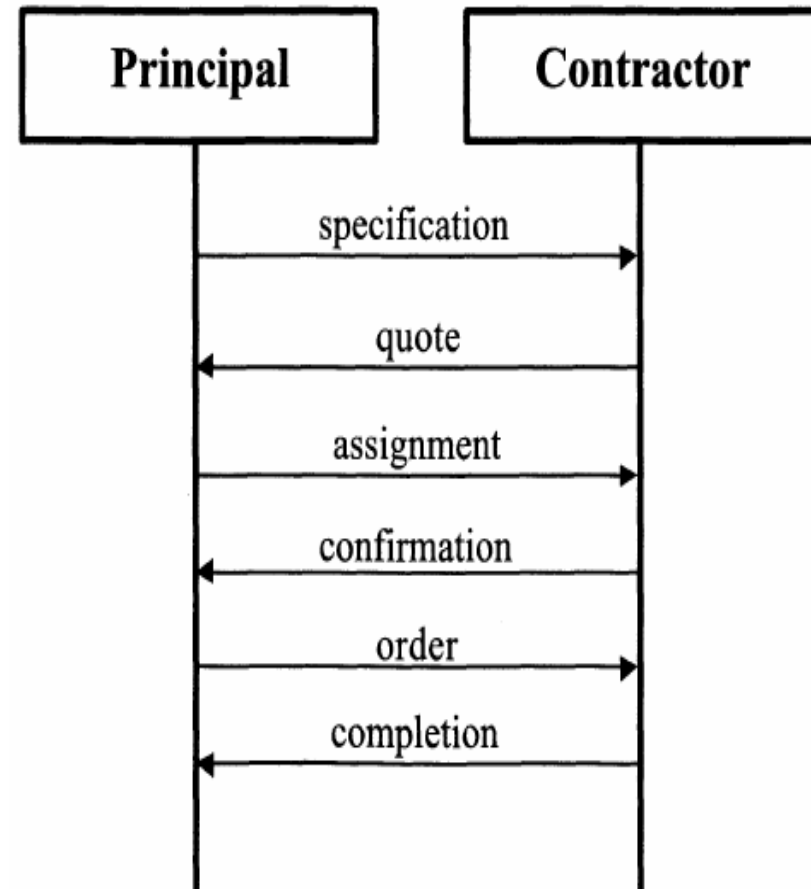 Principal
Contractor
specification
quote
assignment
confirmation
order
completion